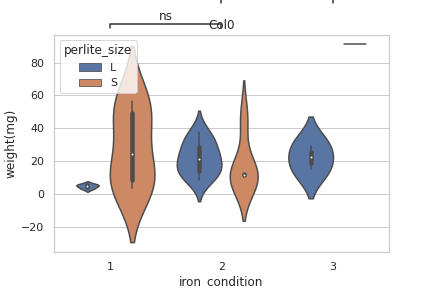 ns
Col0
perlite_size
L
S
80
60
40
20
0
−20
weight(mg)
1
2
3
iron_condition